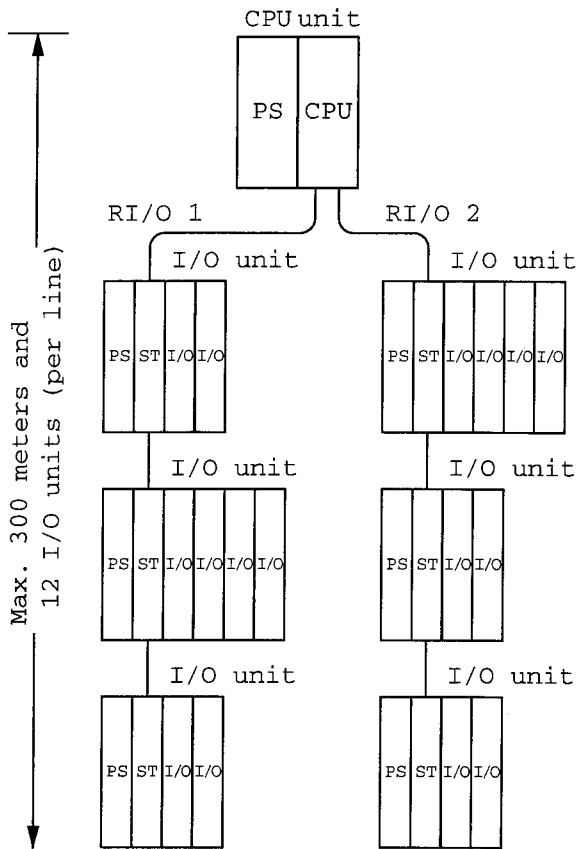 CPU unit
PS CPU
RI/O 1
RI/O 2
I/O unit
I/O unit
PS ST I/O I/O
PS ST I/O I/O I/O I/O
I/O unit
I/O unit
PS ST I/O I/O I/O I/O
PS ST I/O I/O
I/O unit
I/O unit
PS ST I/O I/O
PS ST I/O I/O
Max. 300 meters and
12 I/O units (per line)